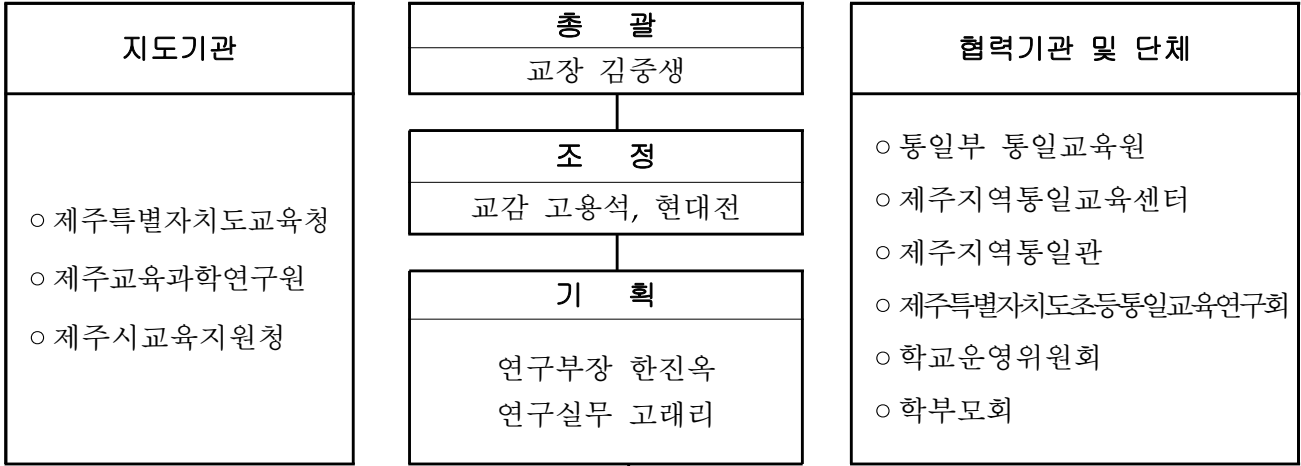 지도기관
○ 제주특별자치도교육청
○ 제주교육과학연구원
○ 제주시교육지원청
총 괄
교장 김중생
조 정
교감 고용석, 현대전
기 획
연구부장 한진옥
연구실무 고래리
협력기관 및 단체
○ 통일부 통일교육원
○ 제주지역통일교육센터
○ 제주지역통일관
○ 제주특별자치도초등통일교육연구회
○ 학교운영위원회
○ 학부모회